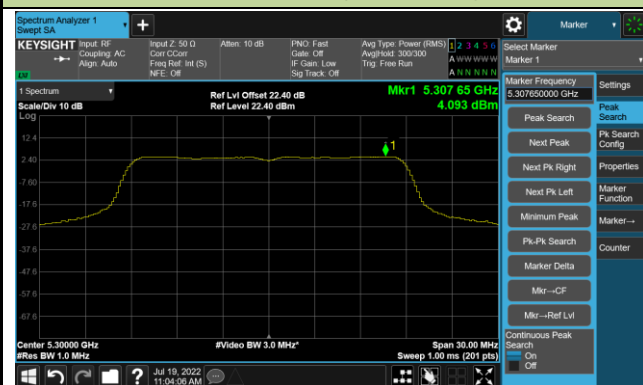 Spectrum Analyzer 1
Swept SA
+
Marker
KEYSIGHT
Input: RF
Coupling: AC
Align: Auto
Input Z: 50 Ω
Corr CCorr
Freq Ref: Int (S)
NFE: Off
Atten: 10 dB
PNO: Fast
Gate: Off
IF Gain: Low
Sig Track: Off
Avg Type: Power (RMS)
Avg|Hold: 300/300
Trig: Free Run
1 2 3 4 5 6
A W W W W W
A N N N N N
Select Marker
Marker 1
1 Spectrum
Scale/Div 10 dB
Log
Ref Lvl Offset 22.40 dB
Ref Level 22.40 dBm
Mkr1 5.307 65 GHz
4.093 dBm
1
12.4
2.40
-7.60
-17.6
-27.6
-37.6
-47.6
-57.6
-67.6
Center 5.30000 GHz
#Res BW 1.0 MHz
#Video BW 3.0 MHz*
Span 30.00 MHz
Sweep 1.00 ms (201 pts)
Marker Frequency
5.307650000 GHz
Peak Search
Next Peak
Next Pk Right
Next Pk Left
Minimum Peak
Pk-Pk Search
Marker Delta
Mkr→CF
Mkr→Ref Lvl
Continuous Peak
Search
On
Off
Settings
Peak
Search
Pk Search
Config
Properties
Marker
Function
Marker→
Counter
?
Jul 19, 2022
11:04:06 AM